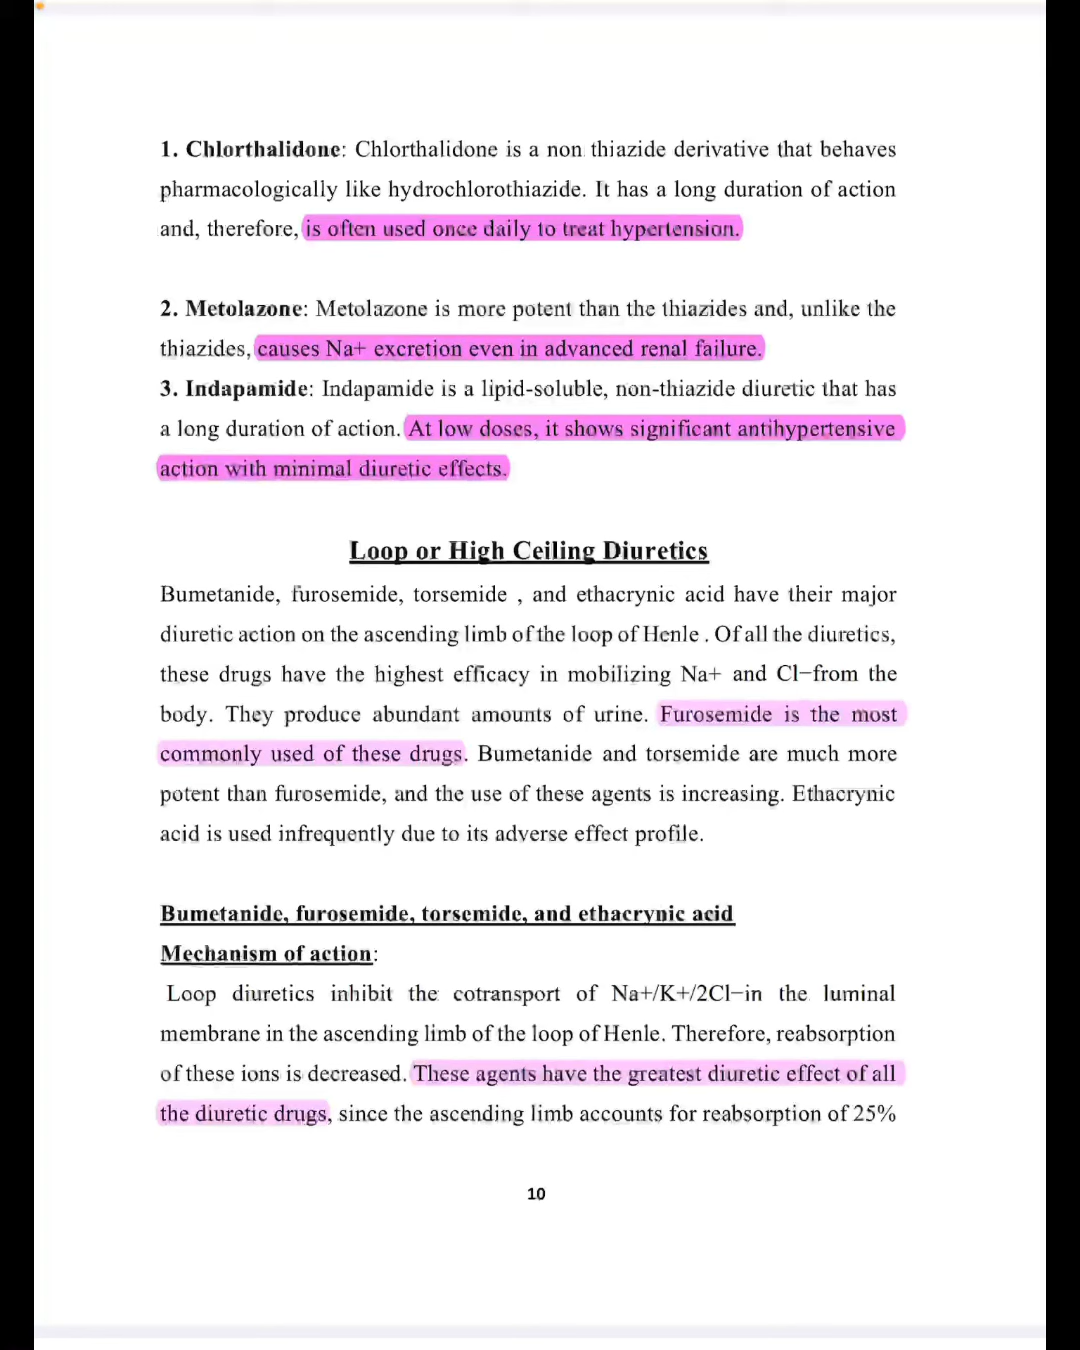 1. Chlorthalidone: Chlorthalidone is a non thiazide derivative that behaves
pharmacologically like hydrochlorothiazide. It has a long duration of action
and, therefore, is often used once daily to treat hypertension.
2. Metolazone: Metolazone is more potent than the thiazides and, unlike the
thiazides, causes Na+ excretion even in advanced renal failure.
3. Indapamide: Indapamide is a lipid-soluble, non-thiazide diuretic that has
a long duration of action. At low doses, it shows significant antihypertensive
action with minimal diuretic effects.
Loop or High Ceiling Diuretics
Bumetanide, furosemide, torsemide , and ethacrynic acid have their major
diuretic action on the ascending limb of the loop of Henle . Of all the diuretics,
these drugs have the highest efficacy in mobilizing Na+ and Cl−from the
body. They produce abundant amounts of urine. Furosemide is the most
commonly used of these drugs. Bumetanide and torsemide are much more
potent than furosemide, and the use of these agents is increasing. Ethacrynic
acid is used infrequently due to its adverse effect profile.
Bumetanide, furosemide, torsemide, and ethacrynic acid
Mechanism of action:
Loop diuretics inhibit the cotransport of Na+/K+/2Cl−in the luminal
membrane in the ascending limb of the loop of Henle. Therefore, reabsorption
of these ions is decreased. These agents have the greatest diuretic effect of all
the diuretic drugs, since the ascending limb accounts for reabsorption of 25%
10